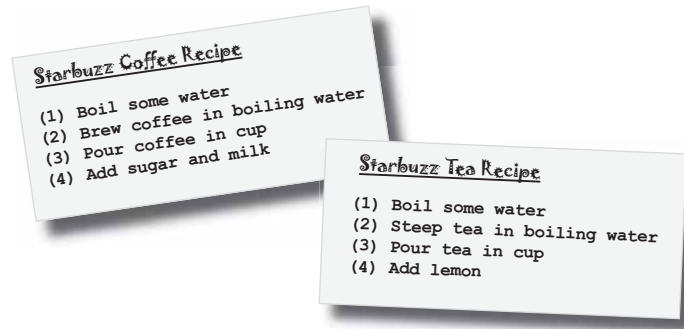 Starbuzz Coffee Recipe
(1) Boil some water
(2) Brew coffee in boiling water
(3) Pour coffee in cup
(4) Add sugar and milk
Starbuzz Tea Recipe
(1) Boil some water
(2) Steep tea in boiling water
(3) Pour tea in cup
(4) Add lemon